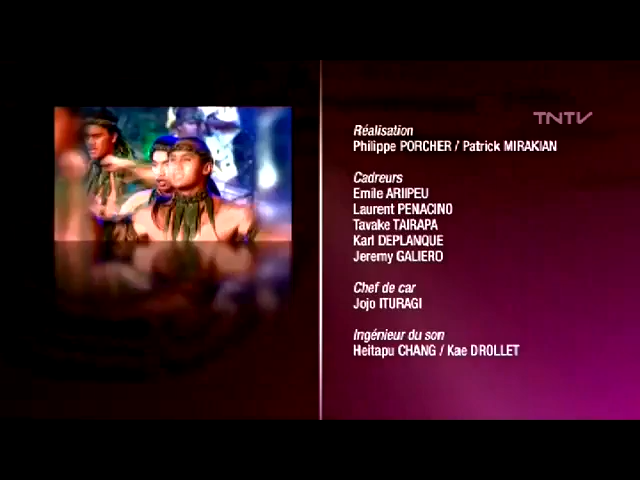 TNTV
Réalisation
Philippe PORCHER / Patrick MIRAKIAN
Cadreurs
Emile ARIIPEU
Laurent PENACINO
Tavake TAIRAPA
Karl DEPLANQUE
Jeremy GALIERO
Chef de car
Jojo ITURAGI
Ingénieur du son
Heitapu CHANG / Kae DROLLET